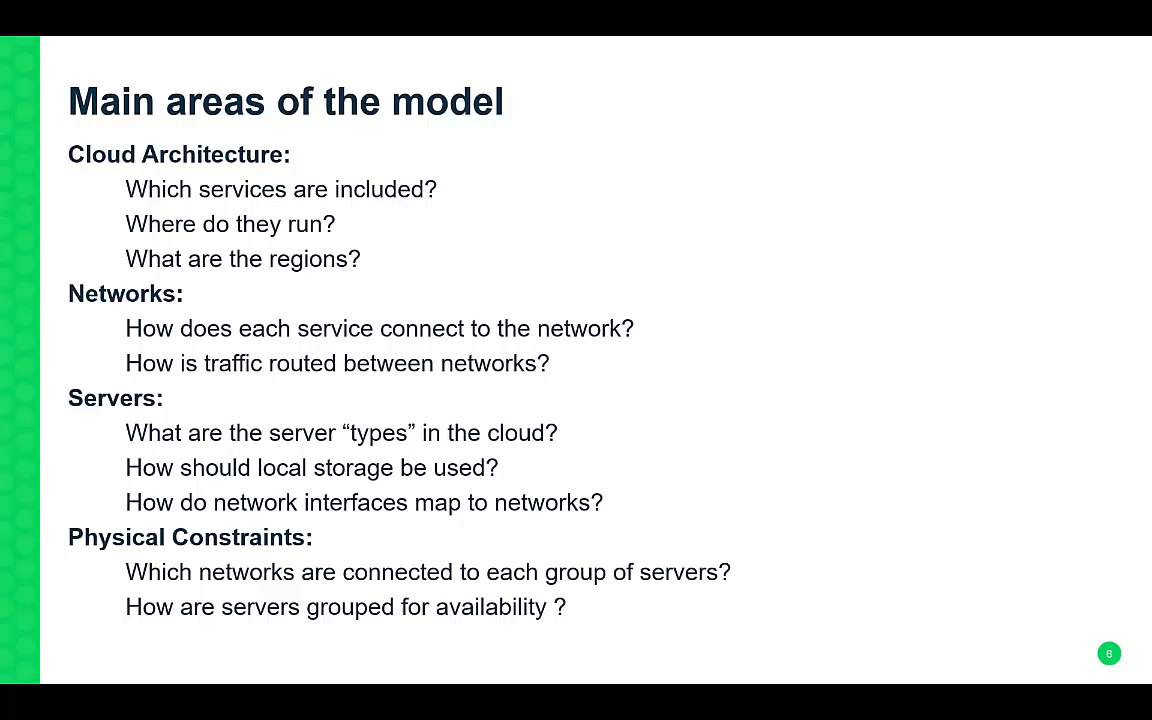 Main areas of the model
Cloud Architecture:
Which services are included?
Where do they run?
What are the regions?
Networks:
How does each service connect to the network?
How is traffic routed between networks?
Servers:
What are the server “types” in the cloud?
How should local storage be used?
How do network interfaces map to networks?
Physical Constraints:
Which networks are connected to each group of servers?
How are servers grouped for availability ?
6